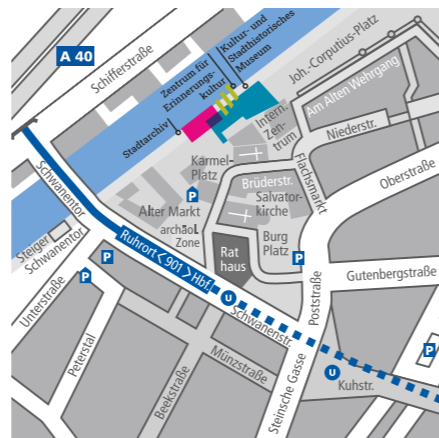 A 40
Schifferstraße
Zentrum für
Erinnerungs-
kultur
Kultur- und
Stadthistorisches
Museum
Stadtarchiv
Joh.-Corputius-Platz
Am Alten Wehrgang
Intern.
Zen-
trum
Niederstr.
Flachsmarkt
Oberstraße
Schwanentor
Karmel-
Platz
Brüderstr.
P
Salvator-
kirche
Alter Markt
archäol.
Zone
Burg
Platz
Rat
haus
P
Steiger
Schwanentor
P
P
Ruhrort<901>Hbf.
U
Gutenbergstraße
Poststraße
Unterstraße
Peterstal
Schwanenstr.
Münzstraße
Beekstraße
Steinsche Gasse
U
Kuhstr.
P